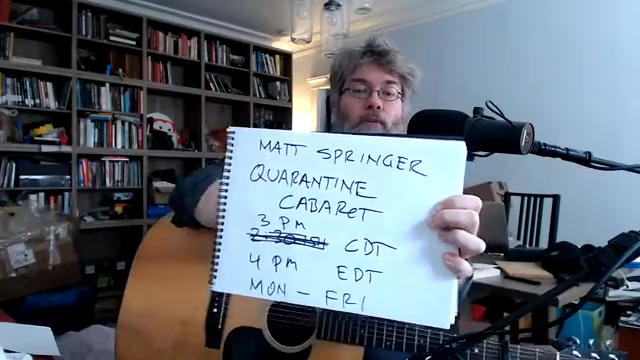 MATT SPRINGER
QUARANTINE
CABARET
3 PM
CDT
4 PM EDT
MON - FRI